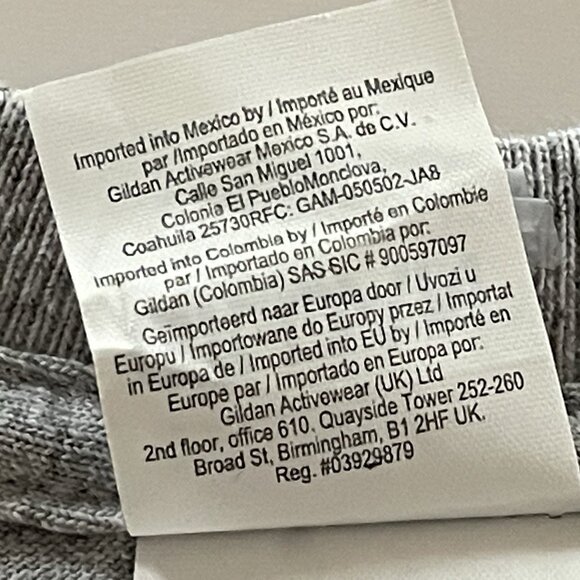 Imported into Mexico by / Importé au Mexique
par /Importado en México por:
Gildan Activewear Mexico S.A. de C.V.
Calle San Miguel 1001,
Colonia El PuebloMonclova,
Coahuila 25730RFC: GAM-050502-JA8
Imported into Colombia by / Importé en Colombie
par / Importado en Colombia por:
Gildan (Colombia) SAS SIC # 900597097
Geïmporteerd naar Europa door / Uvozi u
Europu / Importowane do Europy przez / Importat
in Europa de / Imported into EU by / Importé en
Europe par / Importado en Europa por:
Gildan Activewear (UK) Ltd
2nd floor, office 610, Quayside Tower 252-260
Broad St, Birmingham, B1 2HF UK.
Reg. #03929879